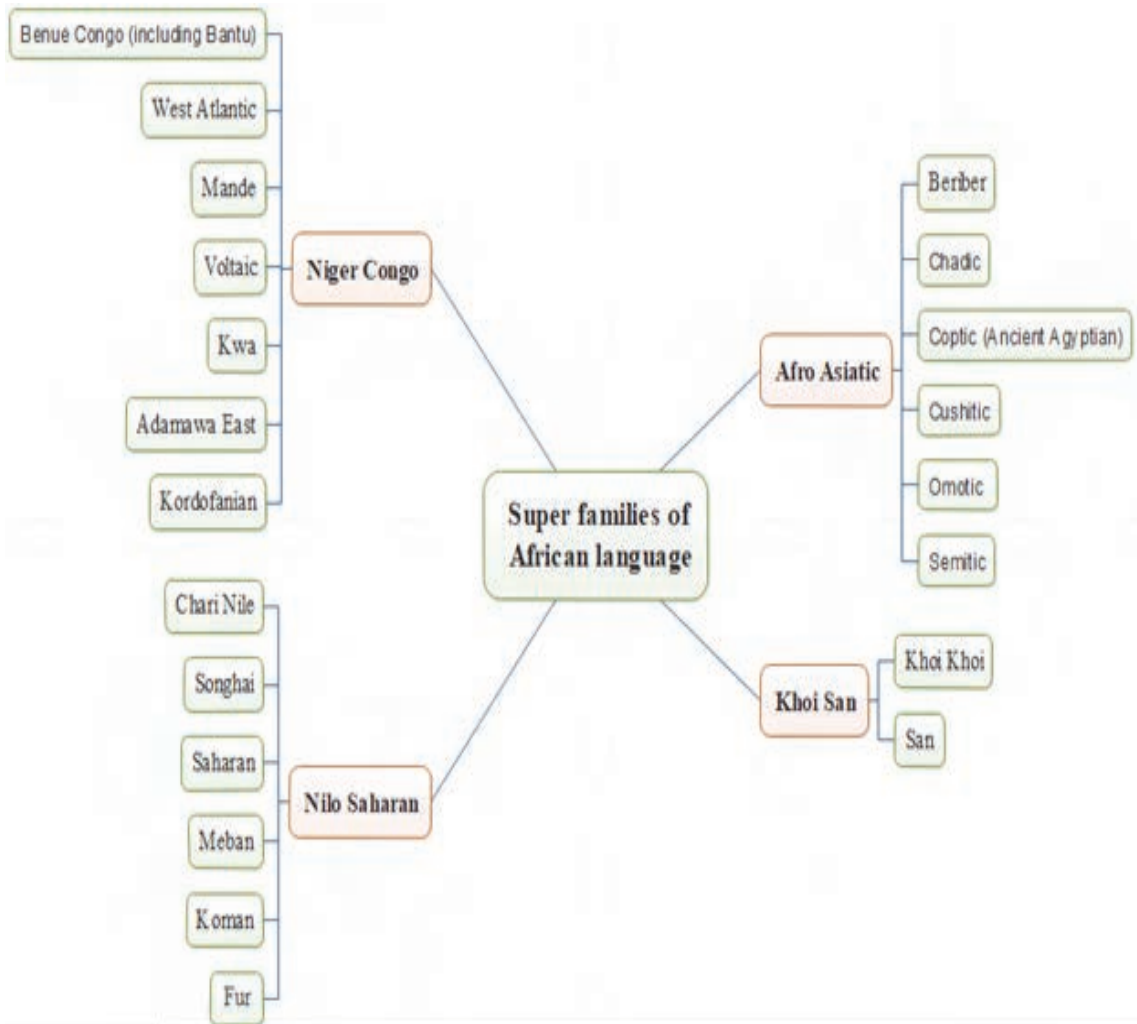 Benue Congo (including Bantu)
West Atlantic
Mande
Voltaic
Kwa
Adamawa East
Kordofanian
Niger Congo
Chari Nile
Songhai
Saharan
Meban
Koman
Fur
Nilo Saharan
Super families of
African language
Afro Asiatic
Beriber
Chadic
Coptic (Ancient Agyptian)
Cushitic
Omotic
Semitic
Khoi San
Khoi Khoi
San